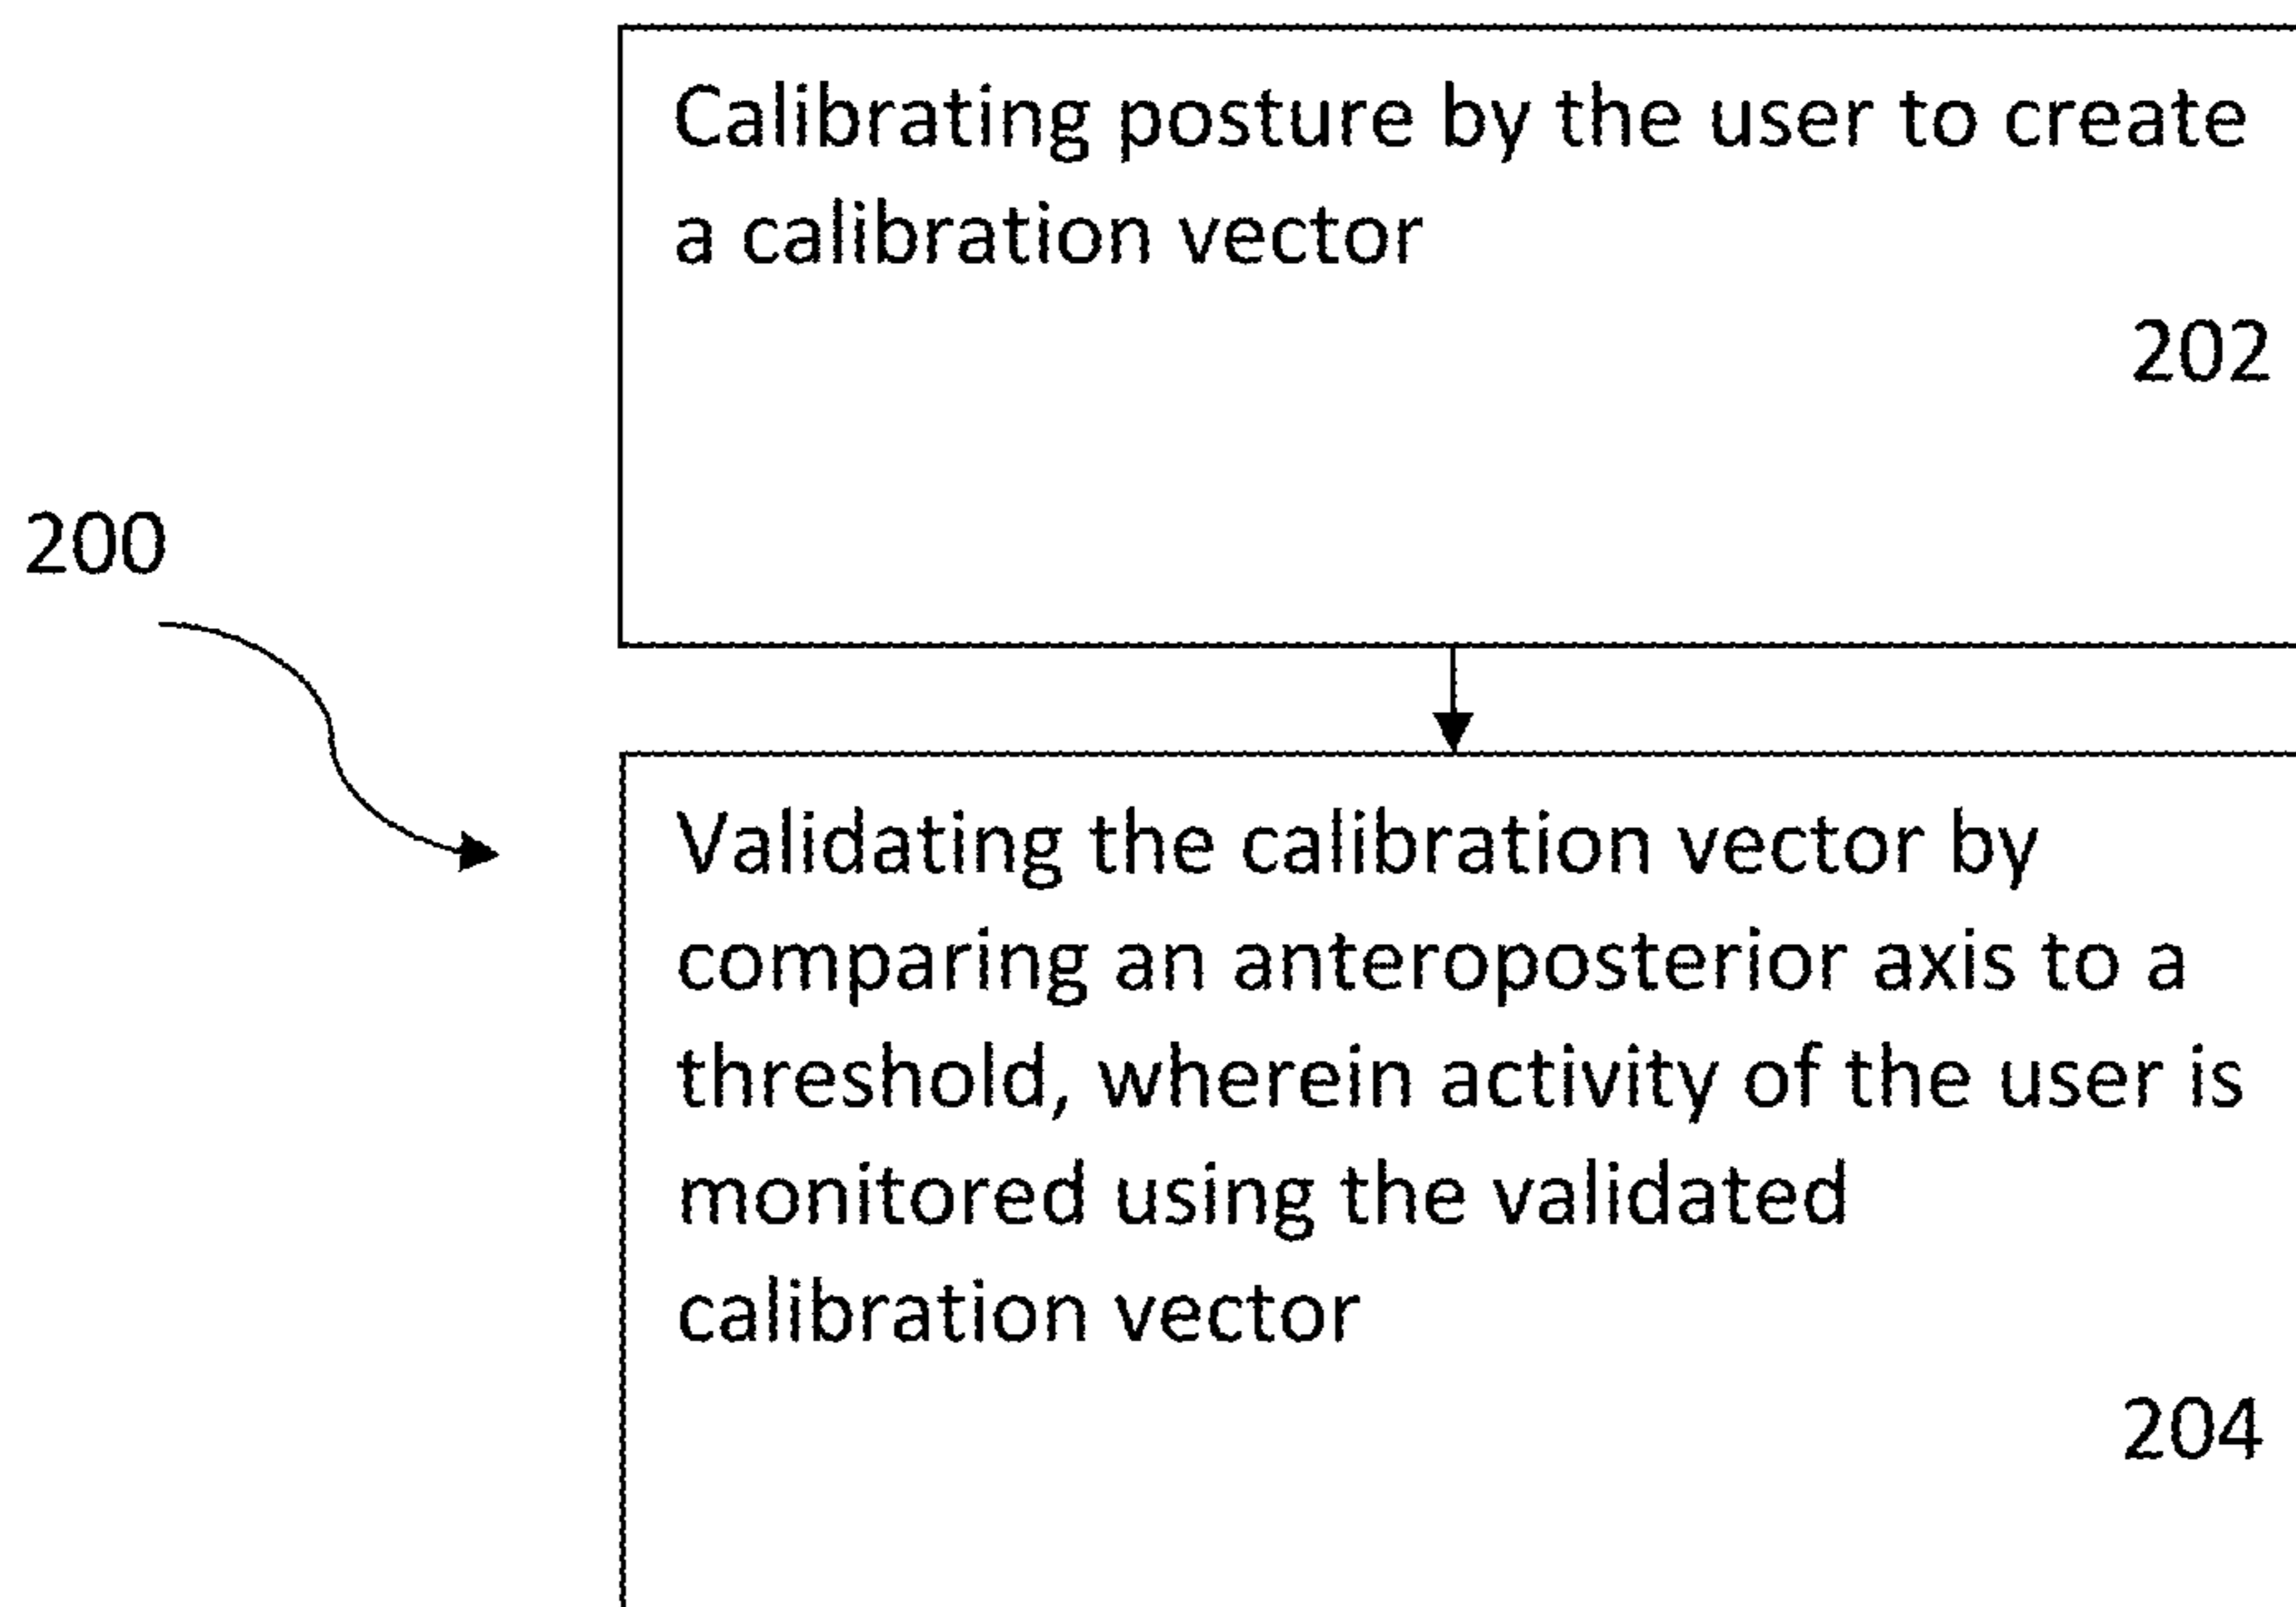 Calibrating posture by the user to create
a calibration vector
202
200
Validating the calibration vector by
comparing an anteroposterior axis to a
threshold, wherein activity of the user is
monitored using the validated
calibration vector
204